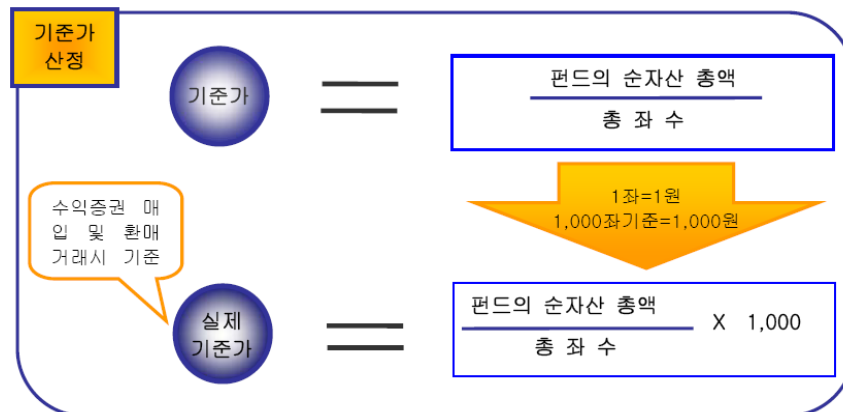 기준가
산정
기준가
펀드의 순자산 총액
총 좌 수
1좌=1원
1,000좌기준=1,000원
수익증권 매
입 및 환매
거래시 기준
실제
기준가
펀드의 순자산 총액
총 좌 수
X 1,000